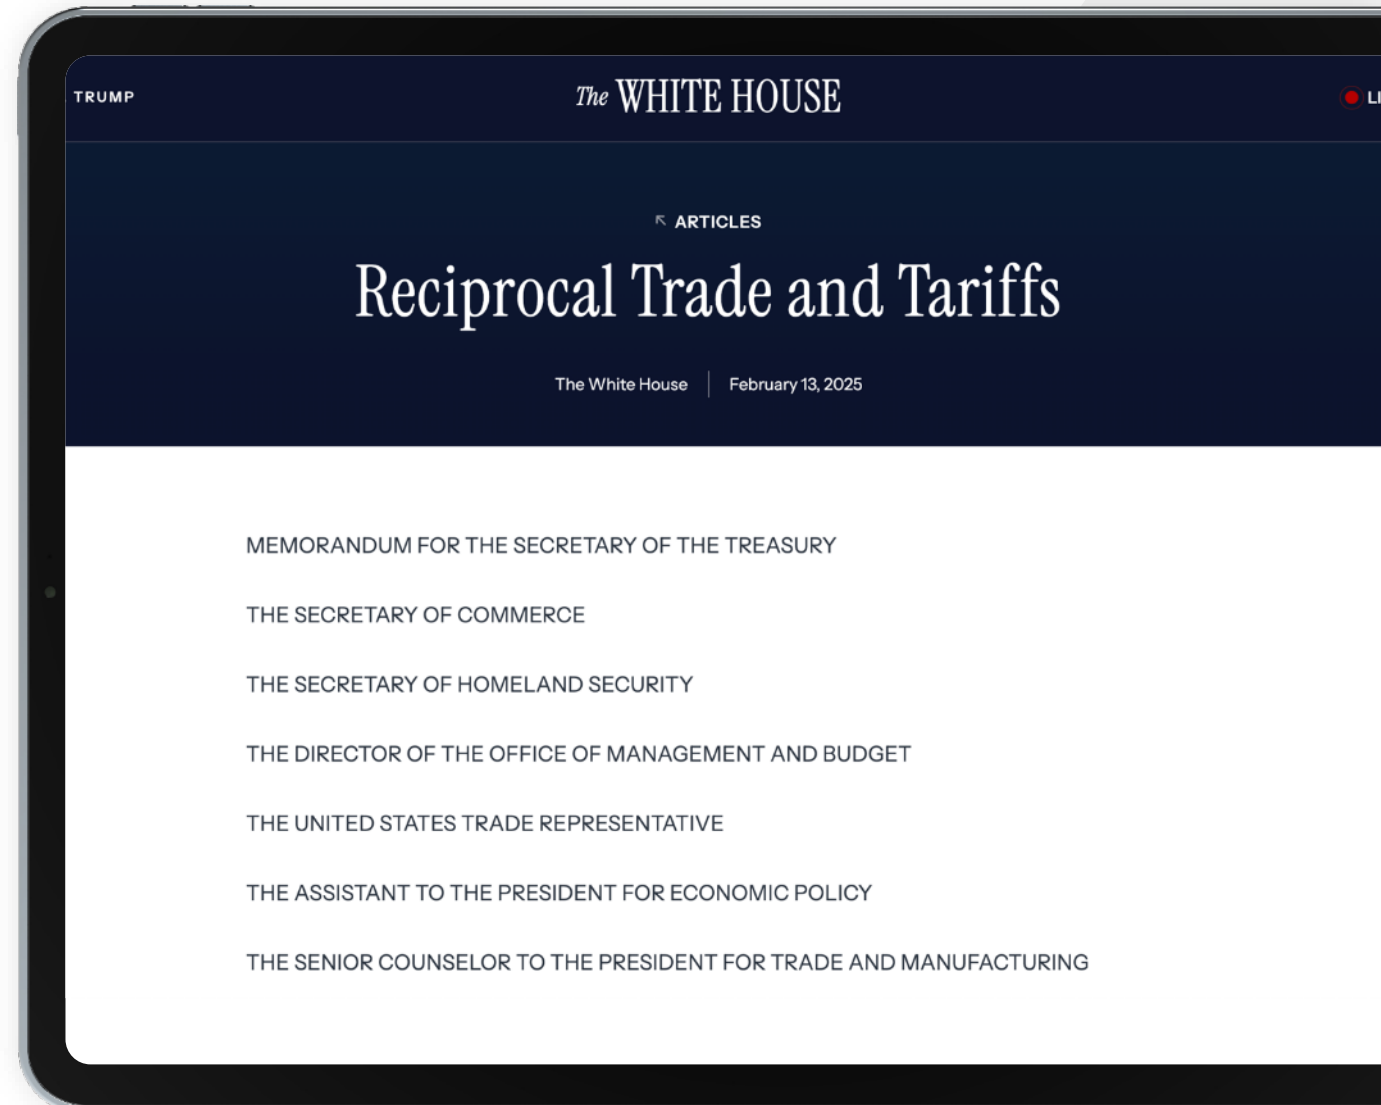 TRUMP
The WHITE HOUSE
ARTICLES
Reciprocal Trade and Tariffs
The White House
February 13, 2025
MEMORANDUM FOR THE SECRETARY OF THE TREASURY
THE SECRETARY OF COMMERCE
THE SECRETARY OF HOMELAND SECURITY
THE DIRECTOR OF THE OFFICE OF MANAGEMENT AND BUDGET
THE UNITED STATES TRADE REPRESENTATIVE
THE ASSISTANT TO THE PRESIDENT FOR ECONOMIC POLICY
THE SENIOR COUNSELOR TO THE PRESIDENT FOR TRADE AND MANUFACTURING